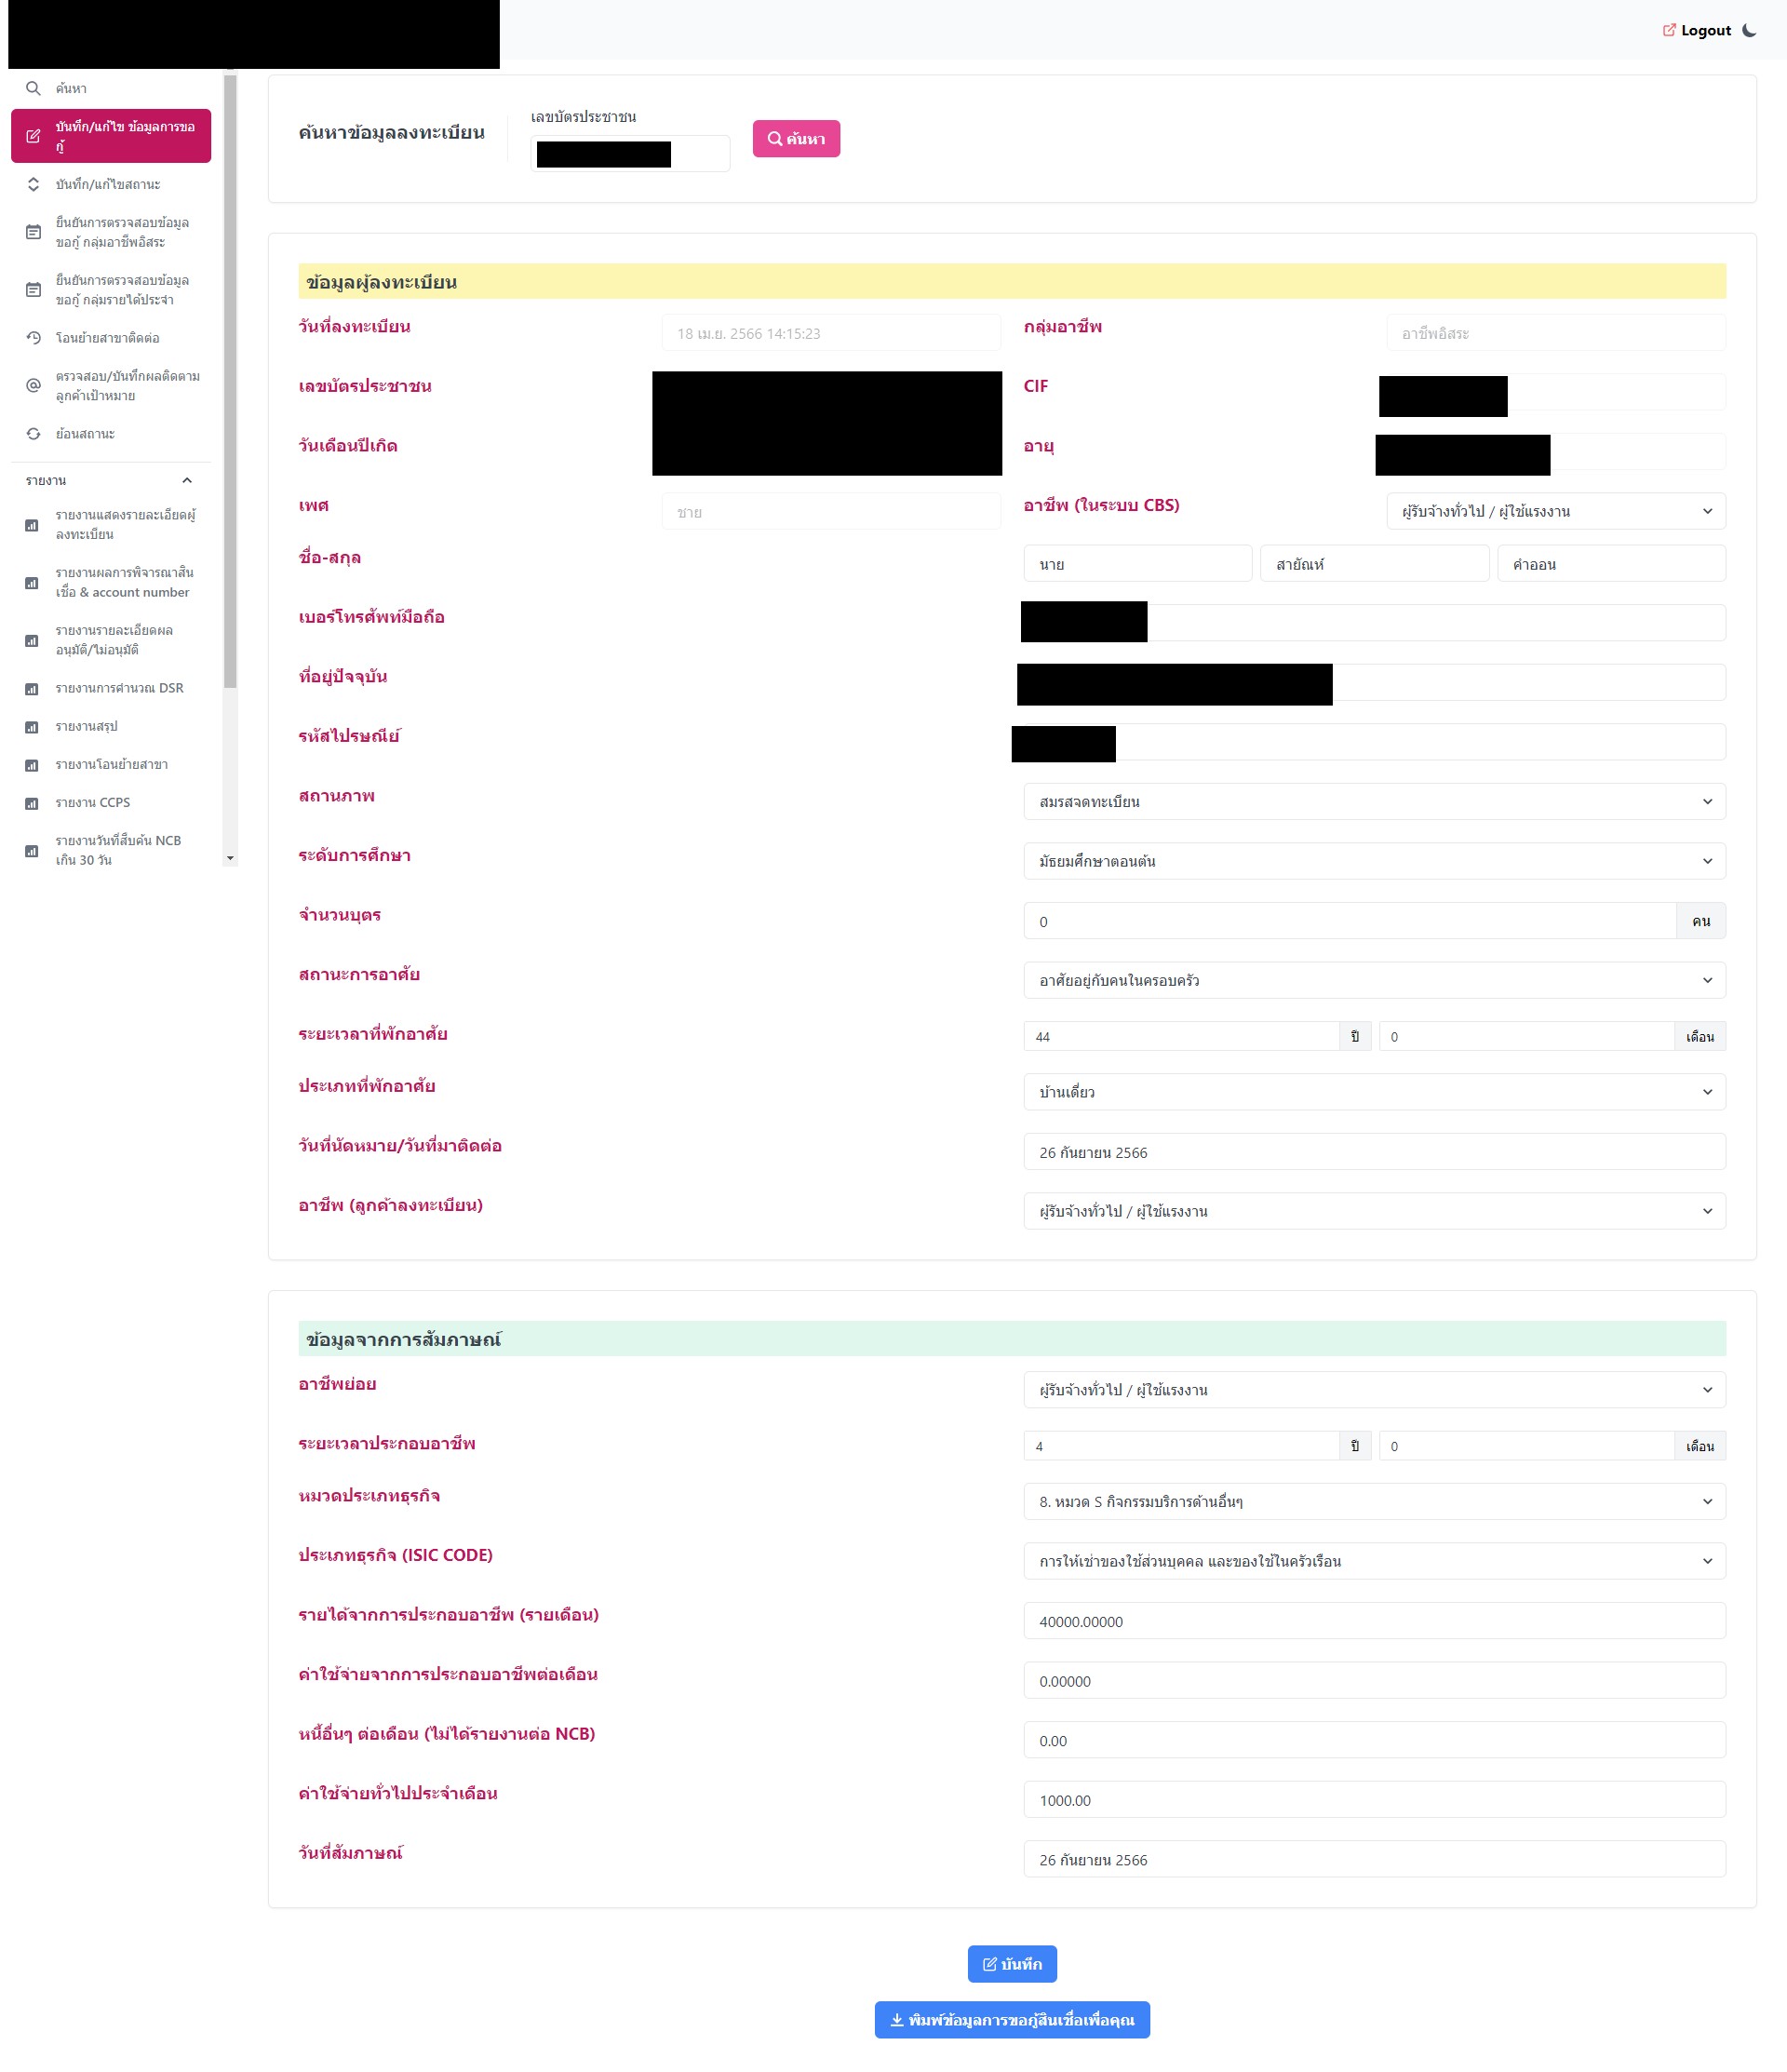 Logout
ค้นหา
บันทึก/แก้ไข ข้อมูลการขอ
กู้
บันทึก/แก้ไขสถานะ
ยืนยันการตรวจสอบข้อมูล
ขอกู้ กลุ่มอาชีพอิสระ
ยืนยันการตรวจสอบข้อมูล
ขอกู้ กลุ่มรายได้ประจำ
โอนย้ายสาขาติดต่อ
ตรวจสอบ/บันทึกผลติดตาม
ลูกค้าเป้าหมาย
ย้อนสถานะ
รายงาน
รายงานแสดงรายละเอียดผู้
ลงทะเบียน
รายงานผลการพิจารณาสิน
เชื่อ & account number
รายงานรายละเอียดผล
อนุมัติ/ไม่อนุมัติ
รายงานการคำนวณ DSR
รายงานสรุป
รายงานโอนย้ายสาขา
รายงาน CCPS
รายงานวันที่สืบค้น NCB
เกิน 30 วัน
ค้นหาข้อมูลลงทะเบียน
เลขบัตรประชาชน
ค้นหา
ข้อมูลผู้ลงทะเบียน
วันที่ลงทะเบียน 18 เม.ย. 2566 14:15:23 กลุ่มอาชีพ อาชีพอิสระ
เลขบัตรประชาชน CIF
วันเดือนปีเกิด อายุ
เพศ ชาย อาชีพ (ในระบบ CBS) ผู้รับจ้างทั่วไป / ผู้ใช้แรงงาน
ชื่อ-สกุล นาย สายัณห์ คำออน
เบอร์โทรศัพท์มือถือ
ที่อยู่ปัจจุบัน
รหัสไปรษณีย์
สถานภาพ สมรสจดทะเบียน
ระดับการศึกษา มัธยมศึกษาตอนต้น
จำนวนบุตร 0 คน
สถานะการอาศัย อาศัยอยู่กับคนในครอบครัว
ระยะเวลาที่พักอาศัย 44 ปี 0 เดือน
ประเภทที่พักอาศัย บ้านเดี่ยว
วันที่นัดหมาย/วันที่มาติดต่อ 26 กันยายน 2566
อาชีพ (ลูกค้าลงทะเบียน) ผู้รับจ้างทั่วไป / ผู้ใช้แรงงาน
ข้อมูลจากการสัมภาษณ์
อาชีพย่อย ผู้รับจ้างทั่วไป / ผู้ใช้แรงงาน
ระยะเวลาประกอบอาชีพ 4 ปี 0 เดือน
หมวดประเภทธุรกิจ 8. หมวด S กิจกรรมบริการด้านอื่นๆ
ประเภทธุรกิจ (ISIC CODE) การให้เช่าของใช้ส่วนบุคคล และของใช้ในครัวเรือน
รายได้จากการประกอบอาชีพ (รายเดือน) 40000.00000
ค่าใช้จ่ายจากการประกอบอาชีพต่อเดือน 0.00000
หนี้อื่นๆ ต่อเดือน (ไม่ได้รายงานต่อ NCB) 0.00
ค่าใช้จ่ายทั่วไปประจำเดือน 1000.00
วันที่สัมภาษณ์ 26 กันยายน 2566
บันทึก
พิมพ์ข้อมูลการขอกู้สินเชื่อเพื่อคุณ